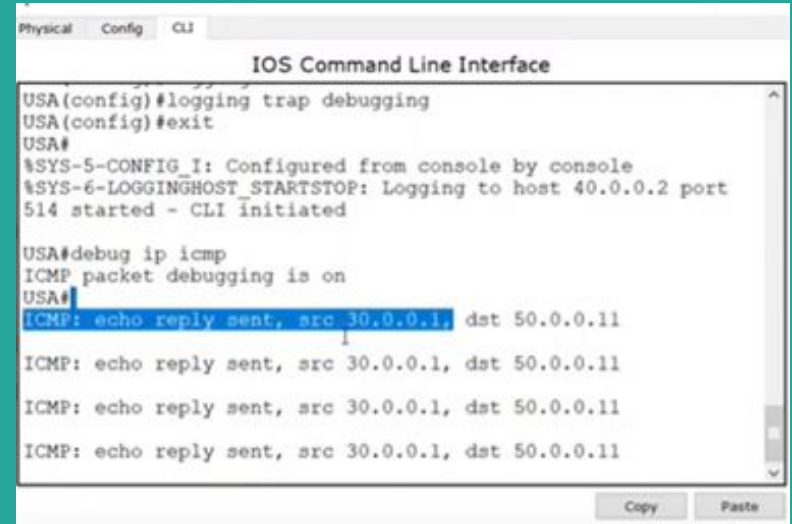 Physical Config CLI
IOS Command Line Interface
USA(config)#logging trap debugging
USA(config)#exit
USA#
%SYS-5-CONFIG_I: Configured from console by console
%SYS-6-LOGGINGHOST_STARTSTOP: Logging to host 40.0.0.2 port
514 started - CLI initiated
USA#debug ip icmp
ICMP packet debugging is on
USA#
ICMP: echo reply sent, src 30.0.0.1, dst 50.0.0.11
ICMP: echo reply sent, src 30.0.0.1, dst 50.0.0.11
ICMP: echo reply sent, src 30.0.0.1, dst 50.0.0.11
ICMP: echo reply sent, src 30.0.0.1, dst 50.0.0.11
Copy Paste